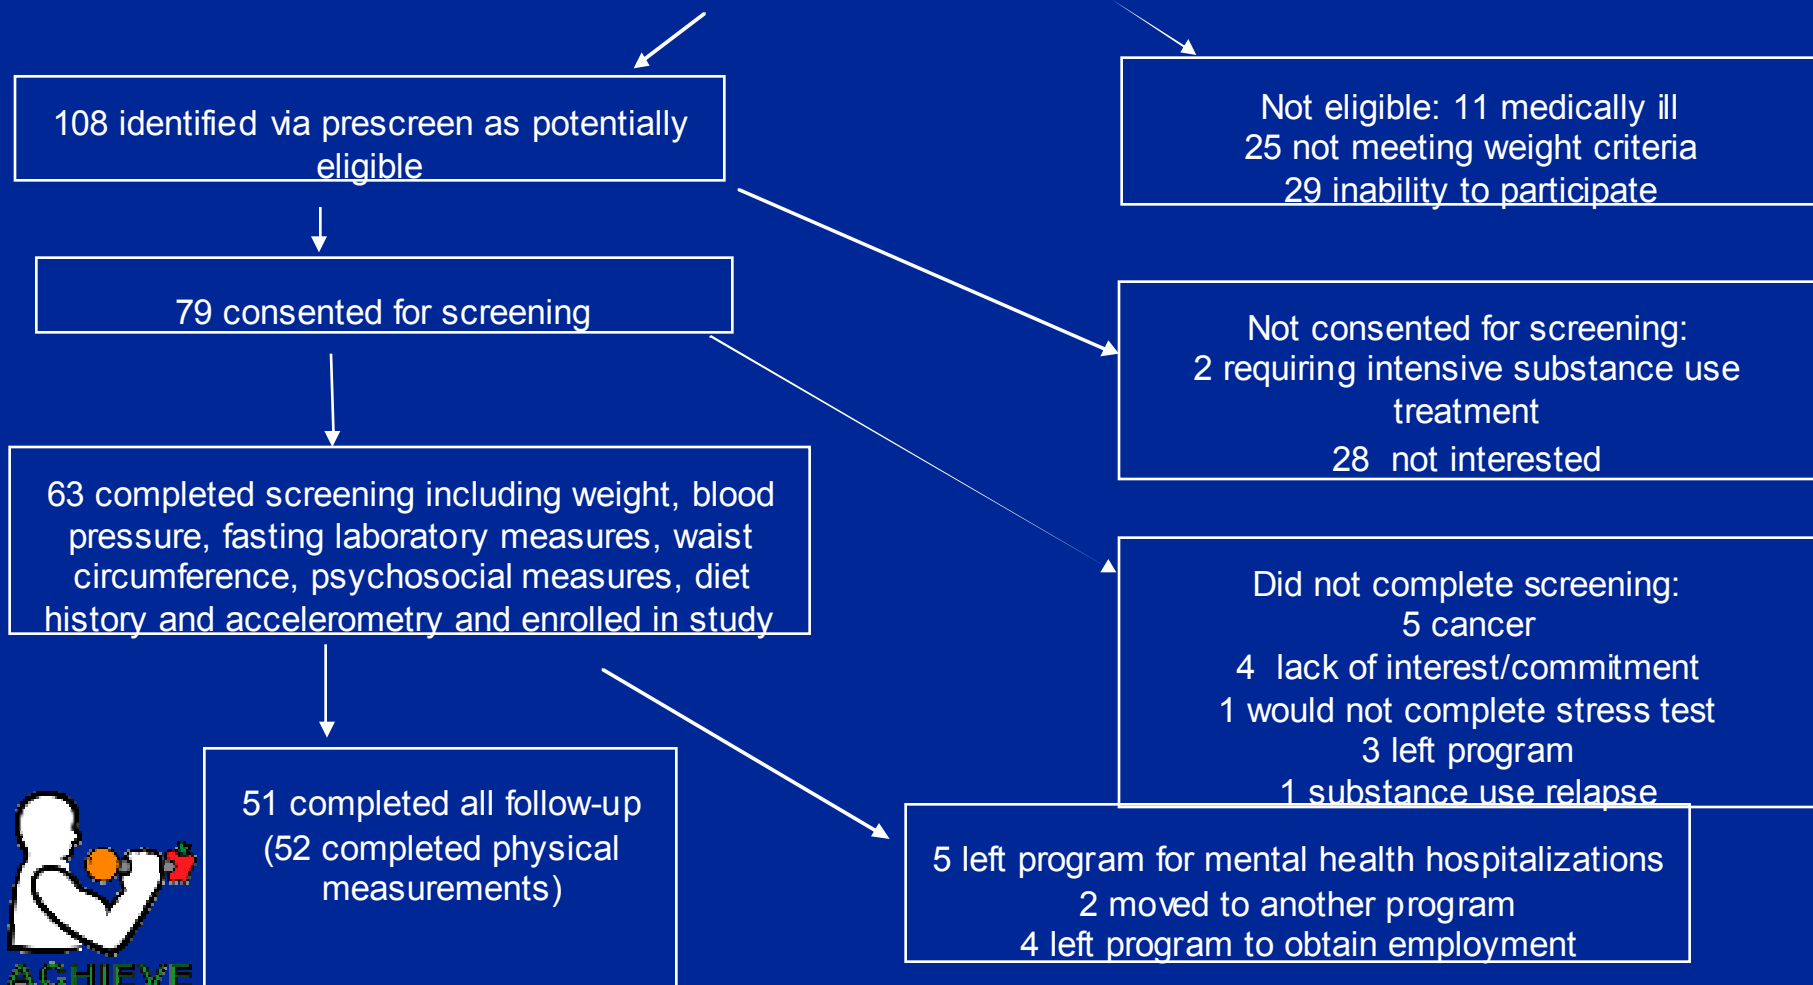 108 identified via prescreen as potentially
eligible
Not eligible: 11 medically ill
25 not meeting weight criteria
29 inability to participate
79 consented for screening
Not consented for screening:
2 requiring intensive substance use
treatment
28 not interested
63 completed screening including weight, blood
pressure, fasting laboratory measures, waist
circumference, psychosocial measures, diet
history and accelerometry and enrolled in study
Did not complete screening:
5 cancer
4 lack of interest/commitment
1 would not complete stress test
3 left program
1 substance use relapse
51 completed all follow-up
(52 completed physical
measurements)
5 left program for mental health hospitalizations
2 moved to another program
4 left program to obtain employment
ACHIEVE